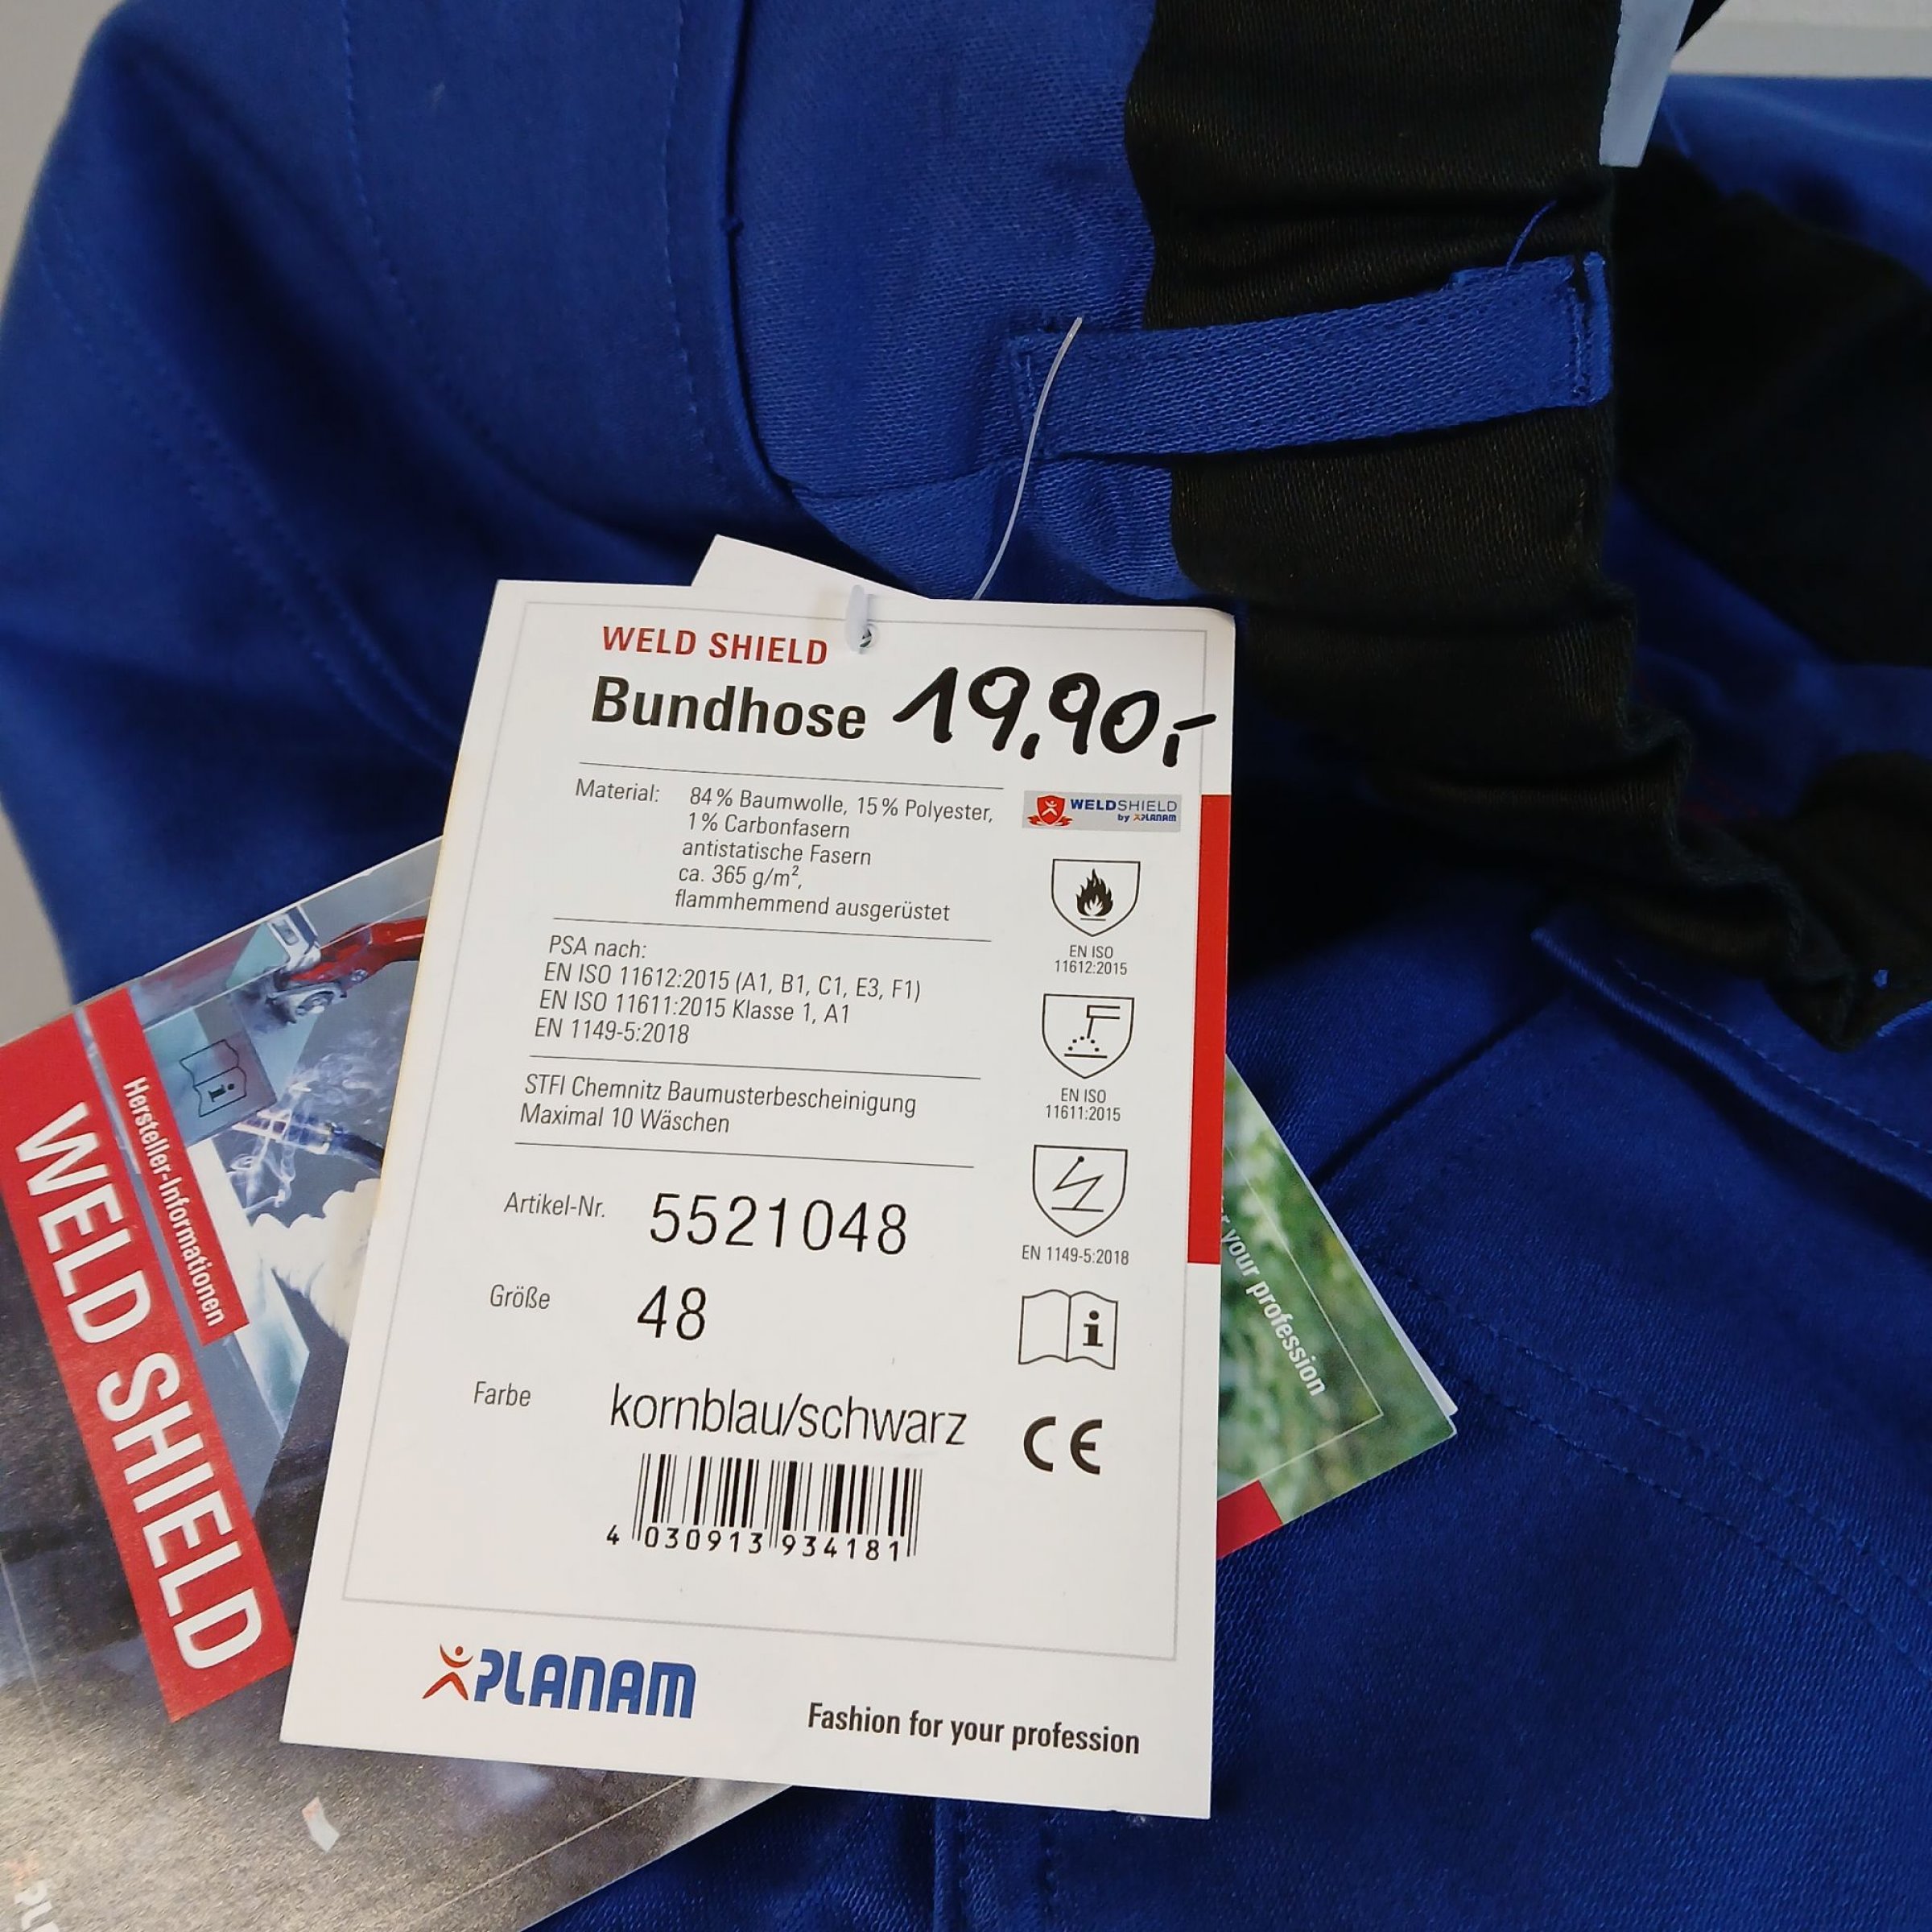 WELD SHIELD
Bundhose 19,90,-
Material: 84% Baumwolle, 15% Polyester,
1% Carbonfasern
antistatische Fasern
ca. 365 g/m²,
flammhemmend ausgerüstet
PSA nach:
EN ISO 11612:2015 (A1, B1, C1, E3, F1)
EN ISO 11611:2015 Klasse 1, A1
EN 1149-5:2018
STFI Chemnitz Baumusterbescheinigung
Maximal 10 Wäschen
Artikel-Nr. 5521048
Größe 48
Farbe kornblau/schwarz
4 030913 934181
WELDSHIELD
by PLANAM
EN ISO
11612:2015
EN ISO
11611:2015
EN 1149-5:2018
i
CE
PLANAM
Fashion for your profession
i
Hersteller-Informationen
WELD SHIELD
your profession